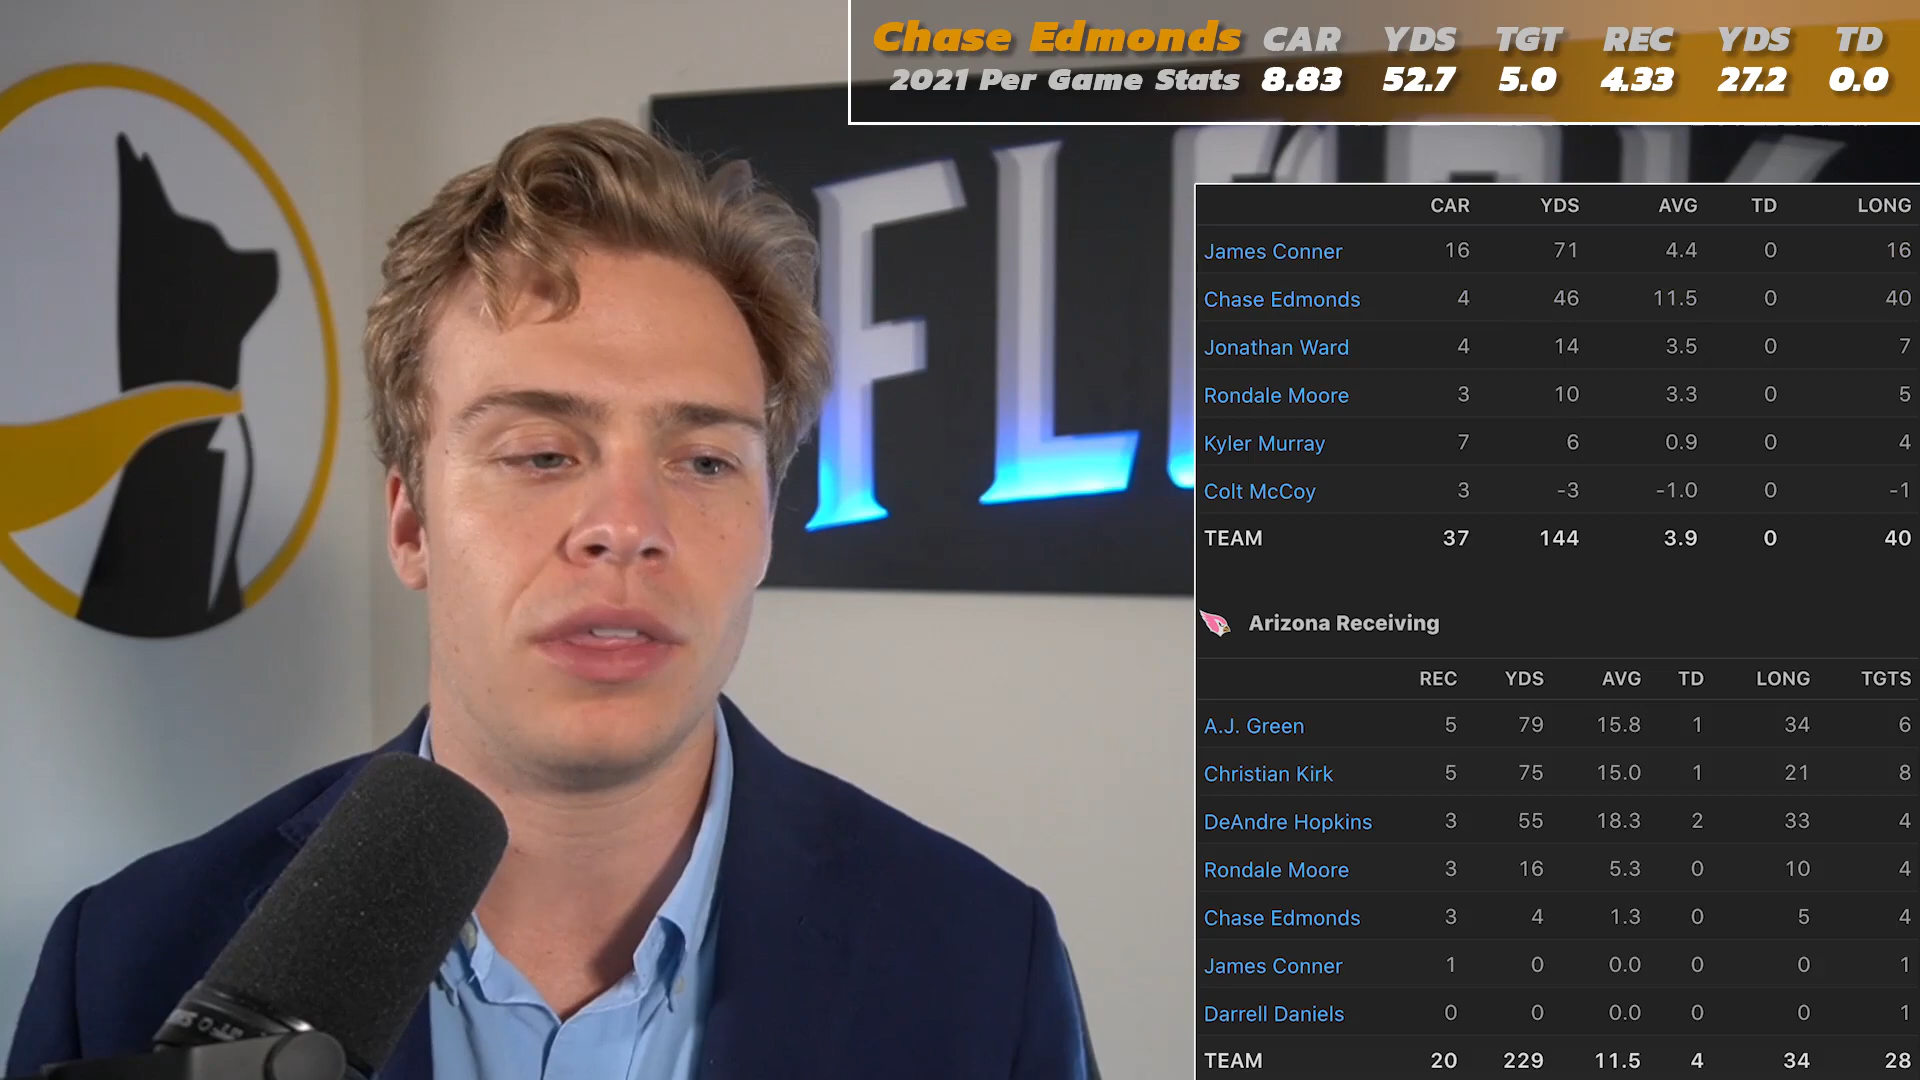 Chase Edmonds CAR YDS TGT REC YDS TD
2021 Per Game Stats 8.83 52.7 5.0 4.33 27.2 0.0
CAR YDS AVG TD LONG
James Conner 16 71 4.4 0 16
Chase Edmonds 4 46 11.5 0 40
Jonathan Ward 4 14 3.5 0 7
Rondale Moore 3 10 3.3 0 5
Kyler Murray 7 6 0.9 0 4
Colt McCoy 3 -3 -1.0 0 -1
TEAM 37 144 3.9 0 40
Arizona Receiving
REC YDS AVG TD LONG TGTS
A.J. Green 5 79 15.8 1 34 6
Christian Kirk 5 75 15.0 1 21 8
DeAndre Hopkins 3 55 18.3 2 33 4
Rondale Moore 3 16 5.3 0 10 4
Chase Edmonds 3 4 1.3 0 5 4
James Conner 1 0 0.0 0 0 1
Darrell Daniels 0 0 0.0 0 0 1
TEAM 20 229 11.5 4 34 28